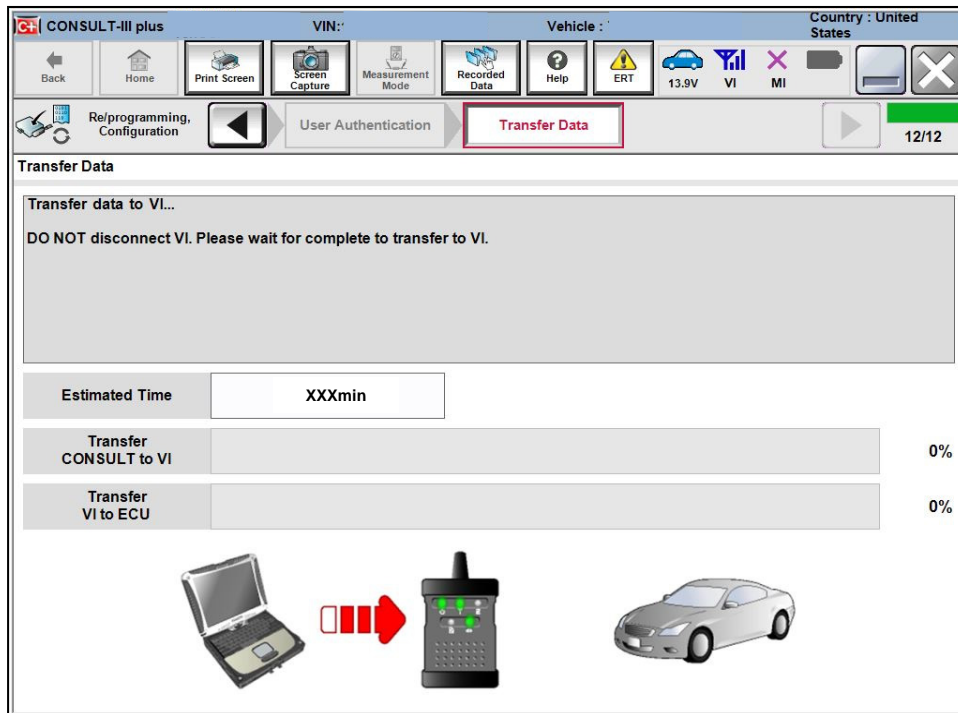 C+ CONSULT-III plus VIN: Vehicle : Country : United States
Back
Home
Print Screen
Screen Capture
Measurement Mode
Recorded Data
Help
ERT
13.9V
VI
MI
Re/programming, Configuration
User Authentication
Transfer Data
12/12
Transfer Data
Transfer data to VI...
DO NOT disconnect VI. Please wait for complete to transfer to VI.
Estimated Time XXXmin
Transfer CONSULT to VI 0%
Transfer VI to ECU 0%